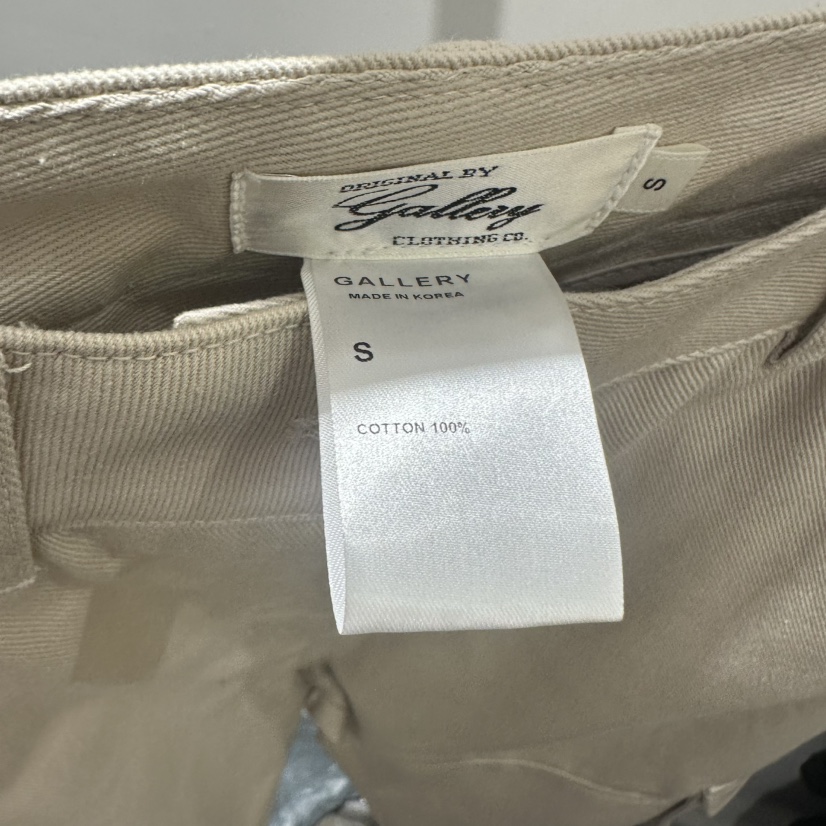 ORIGINAL BY
Gallery
CLOTHING CO.
S
GALLERY
MADE IN KOREA
S
COTTON 100%